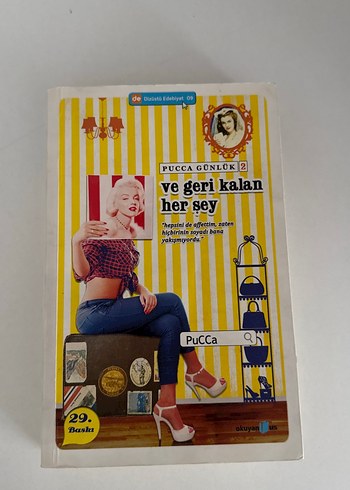 Dizüstü Edebiyat 09
PUCCA GÜNLÜK 2
ve geri kalan
her şey
"hepsini de affettim, zaten
hiçbirinin soyadı bana
yakışmıyordu."
PuCCa
29.
Baskı
okuyan us